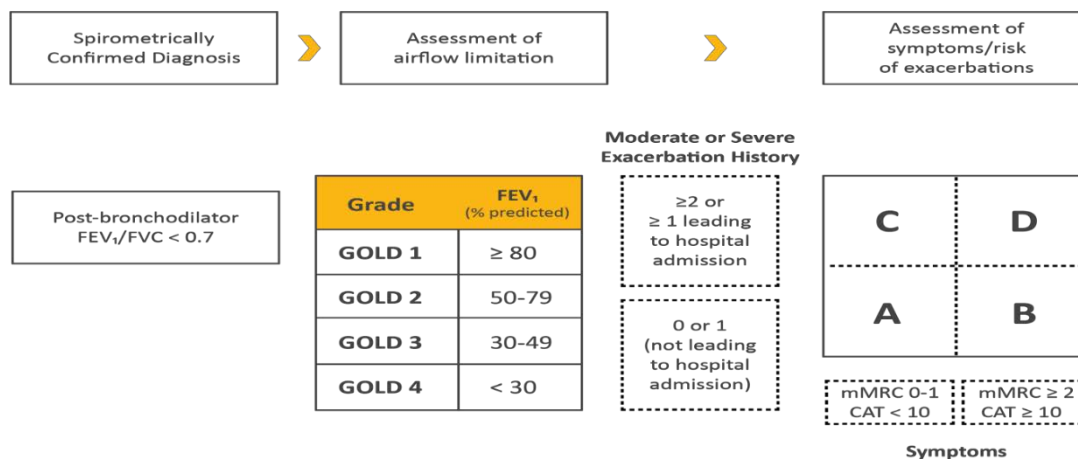 Spirometrically
Confirmed Diagnosis
Assessment of
airflow limitation
Assessment of
symptoms/risk
of exacerbations
Moderate or Severe
Exacerbation History
Post-bronchodilator
FEV₁/FVC < 0.7
Grade
FEV₁
(% predicted)
GOLD 1
≥ 80
GOLD 2
50-79
GOLD 3
30-49
GOLD 4
< 30
≥2 or
≥ 1 leading
to hospital
admission
0 or 1
(not leading
to hospital
admission)
C
D
A
B
mMRC 0-1
CAT < 10
mMRC ≥ 2
CAT ≥ 10
Symptoms